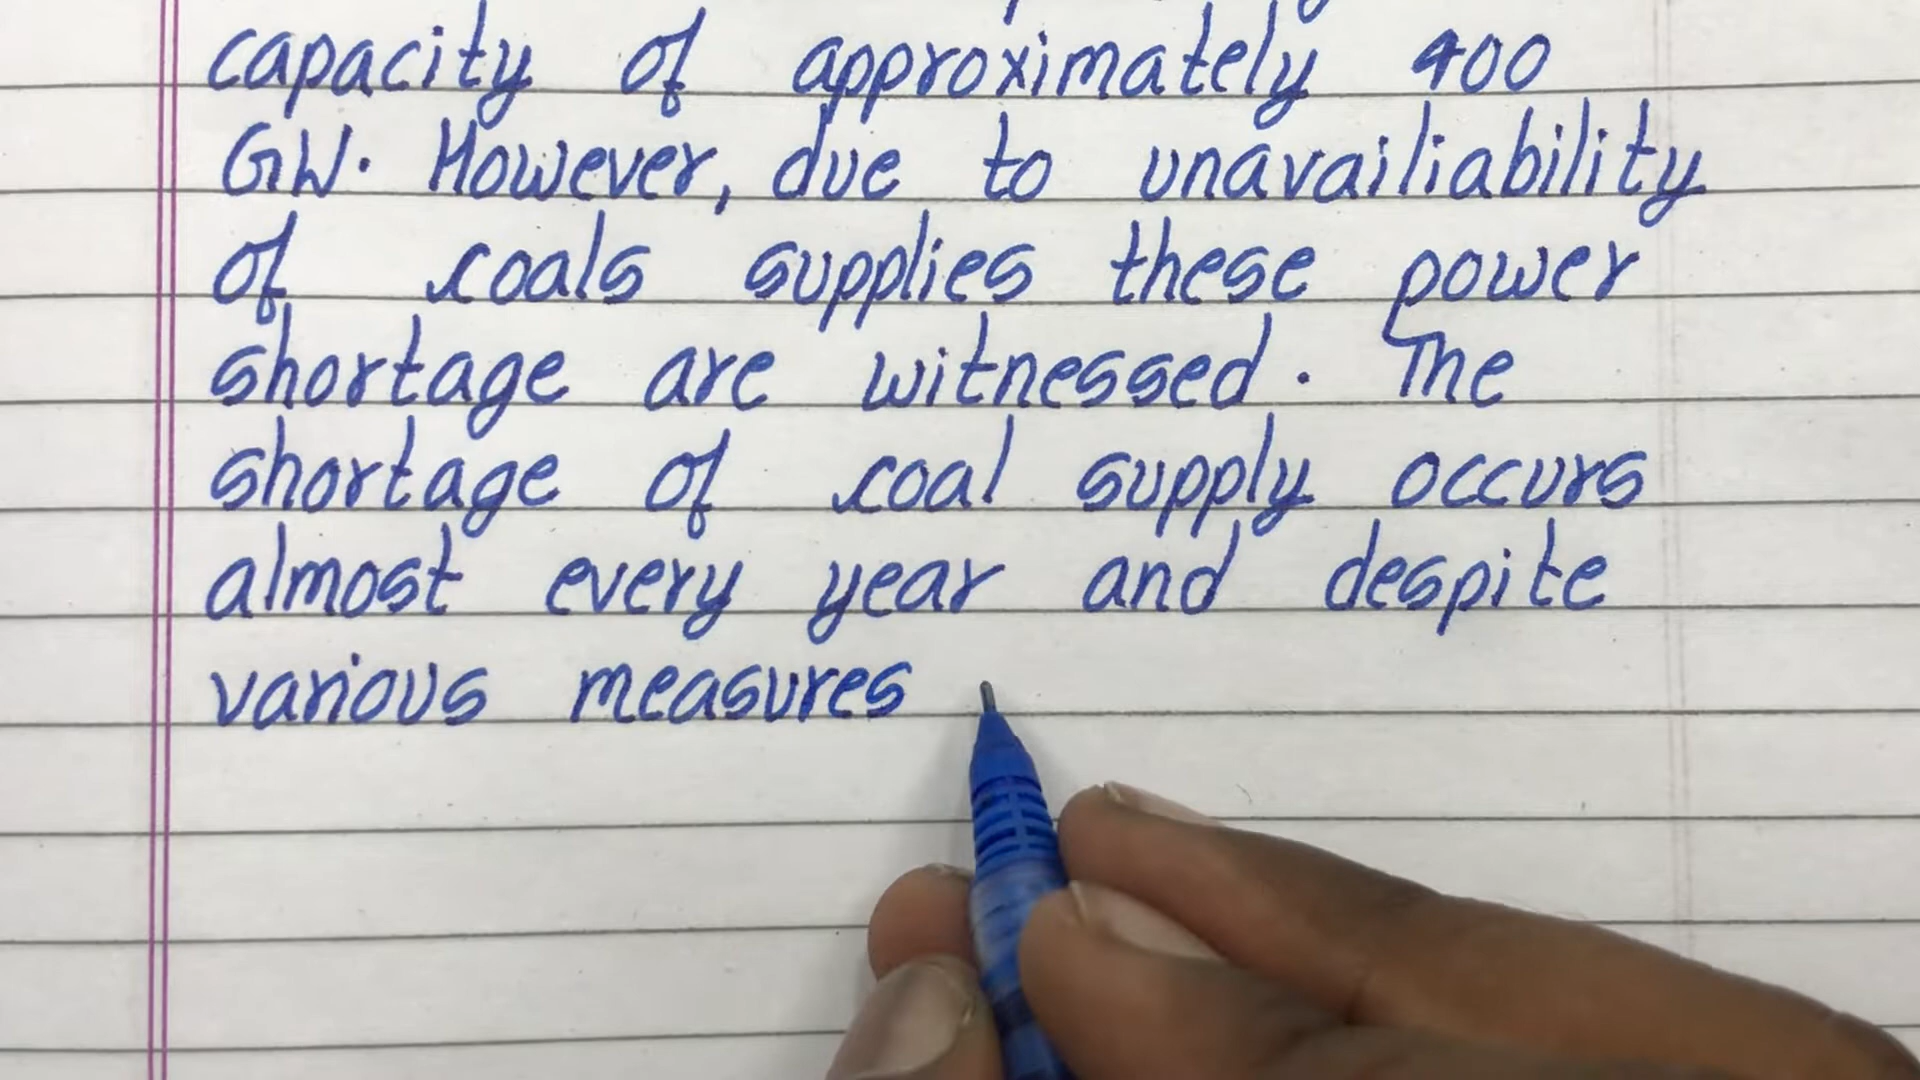 capacity of approximately 400
GW. However, due to unavailiability
of coals supplies these power
shortage are witnessed. The
shortage of coal supply occurs
almost every year and despite
various measures